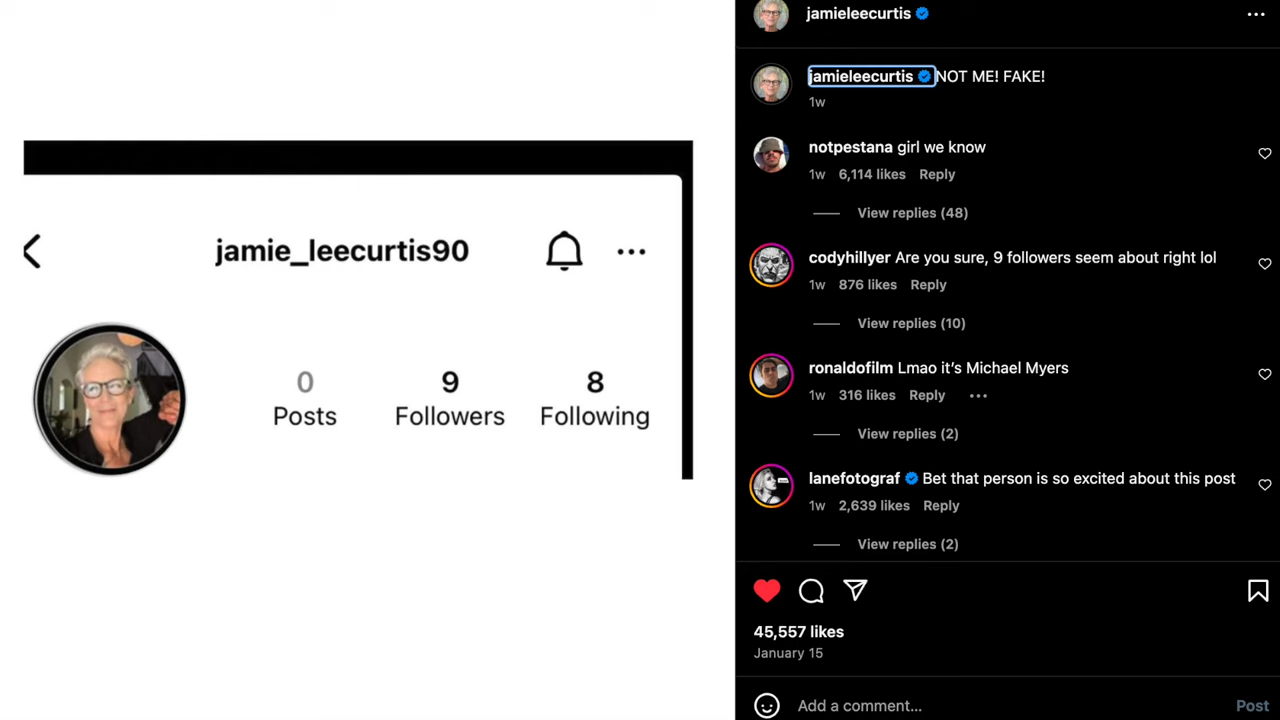 jamie_leecurtis90
0
9
8
Posts
Followers
Following
jamieleecurtis
jamieleecurtis NOT ME! FAKE!
1w
notpestana girl we know
1w 6,114 likes Reply
View replies (48)
codyhillyer Are you sure, 9 followers seem about right lol
1w 876 likes Reply
View replies (10)
ronaldofilm Lmao it’s Michael Myers
1w 316 likes Reply
View replies (2)
lanefotograf Bet that person is so excited about this post
1w 2,639 likes Reply
View replies (2)
45,557 likes
January 15
Add a comment...
Post